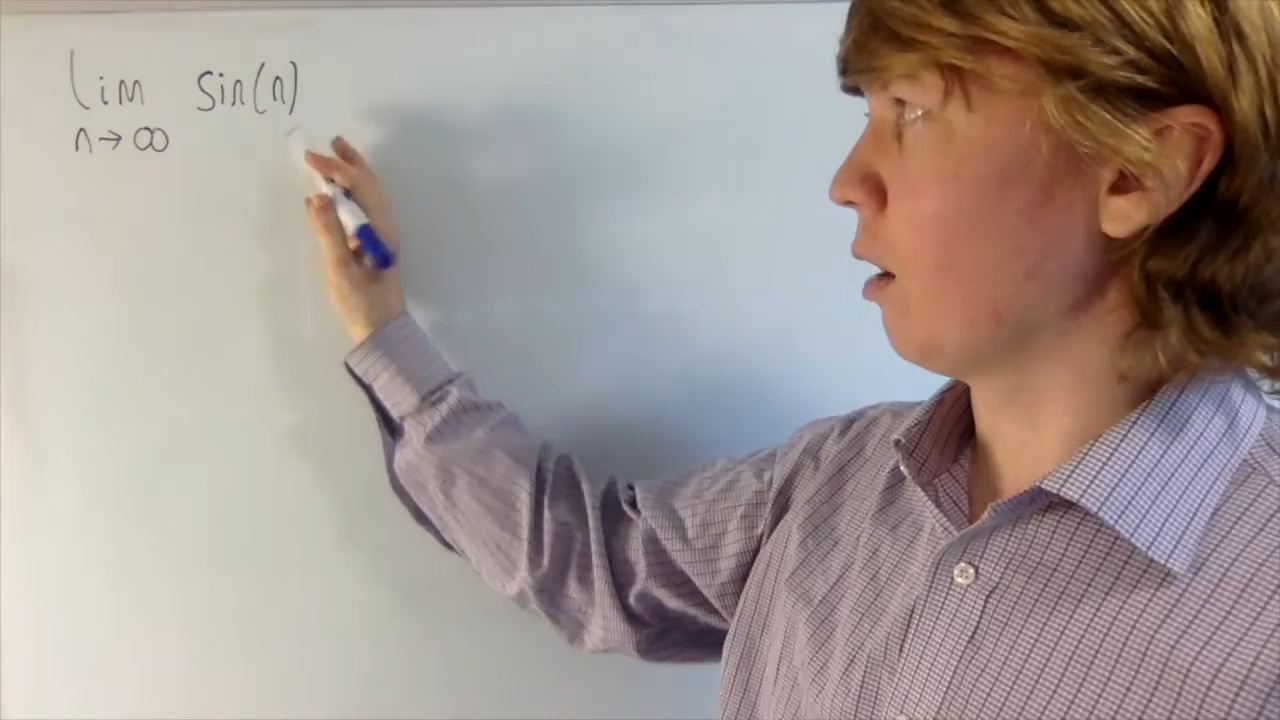 lim sin(n)
n→∞